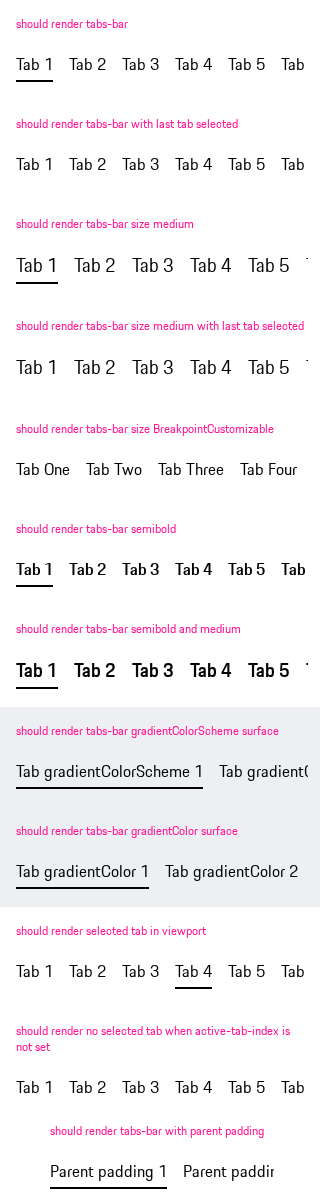 should render tabs-bar
Tab 1 Tab 2 Tab 3 Tab 4 Tab 5 Tab
should render tabs-bar with last tab selected
Tab 1 Tab 2 Tab 3 Tab 4 Tab 5 Tab
should render tabs-bar size medium
Tab 1 Tab 2 Tab 3 Tab 4 Tab 5
should render tabs-bar size medium with last tab selected
Tab 1 Tab 2 Tab 3 Tab 4 Tab 5
should render tabs-bar size BreakpointCustomizable
Tab One Tab Two Tab Three Tab Four
should render tabs-bar semibold
Tab 1 Tab 2 Tab 3 Tab 4 Tab 5 Tab
should render tabs-bar semibold and medium
Tab 1 Tab 2 Tab 3 Tab 4 Tab 5
should render tabs-bar gradientColorScheme surface
Tab gradientColorScheme 1 Tab gradient
should render tabs-bar gradientColor surface
Tab gradientColor 1 Tab gradientColor 2
should render selected tab in viewport
Tab 1 Tab 2 Tab 3 Tab 4 Tab 5 Tab
should render no selected tab when active-tab-index is
not set
Tab 1 Tab 2 Tab 3 Tab 4 Tab 5 Tab
should render tabs-bar with parent padding
Parent padding 1 Parent